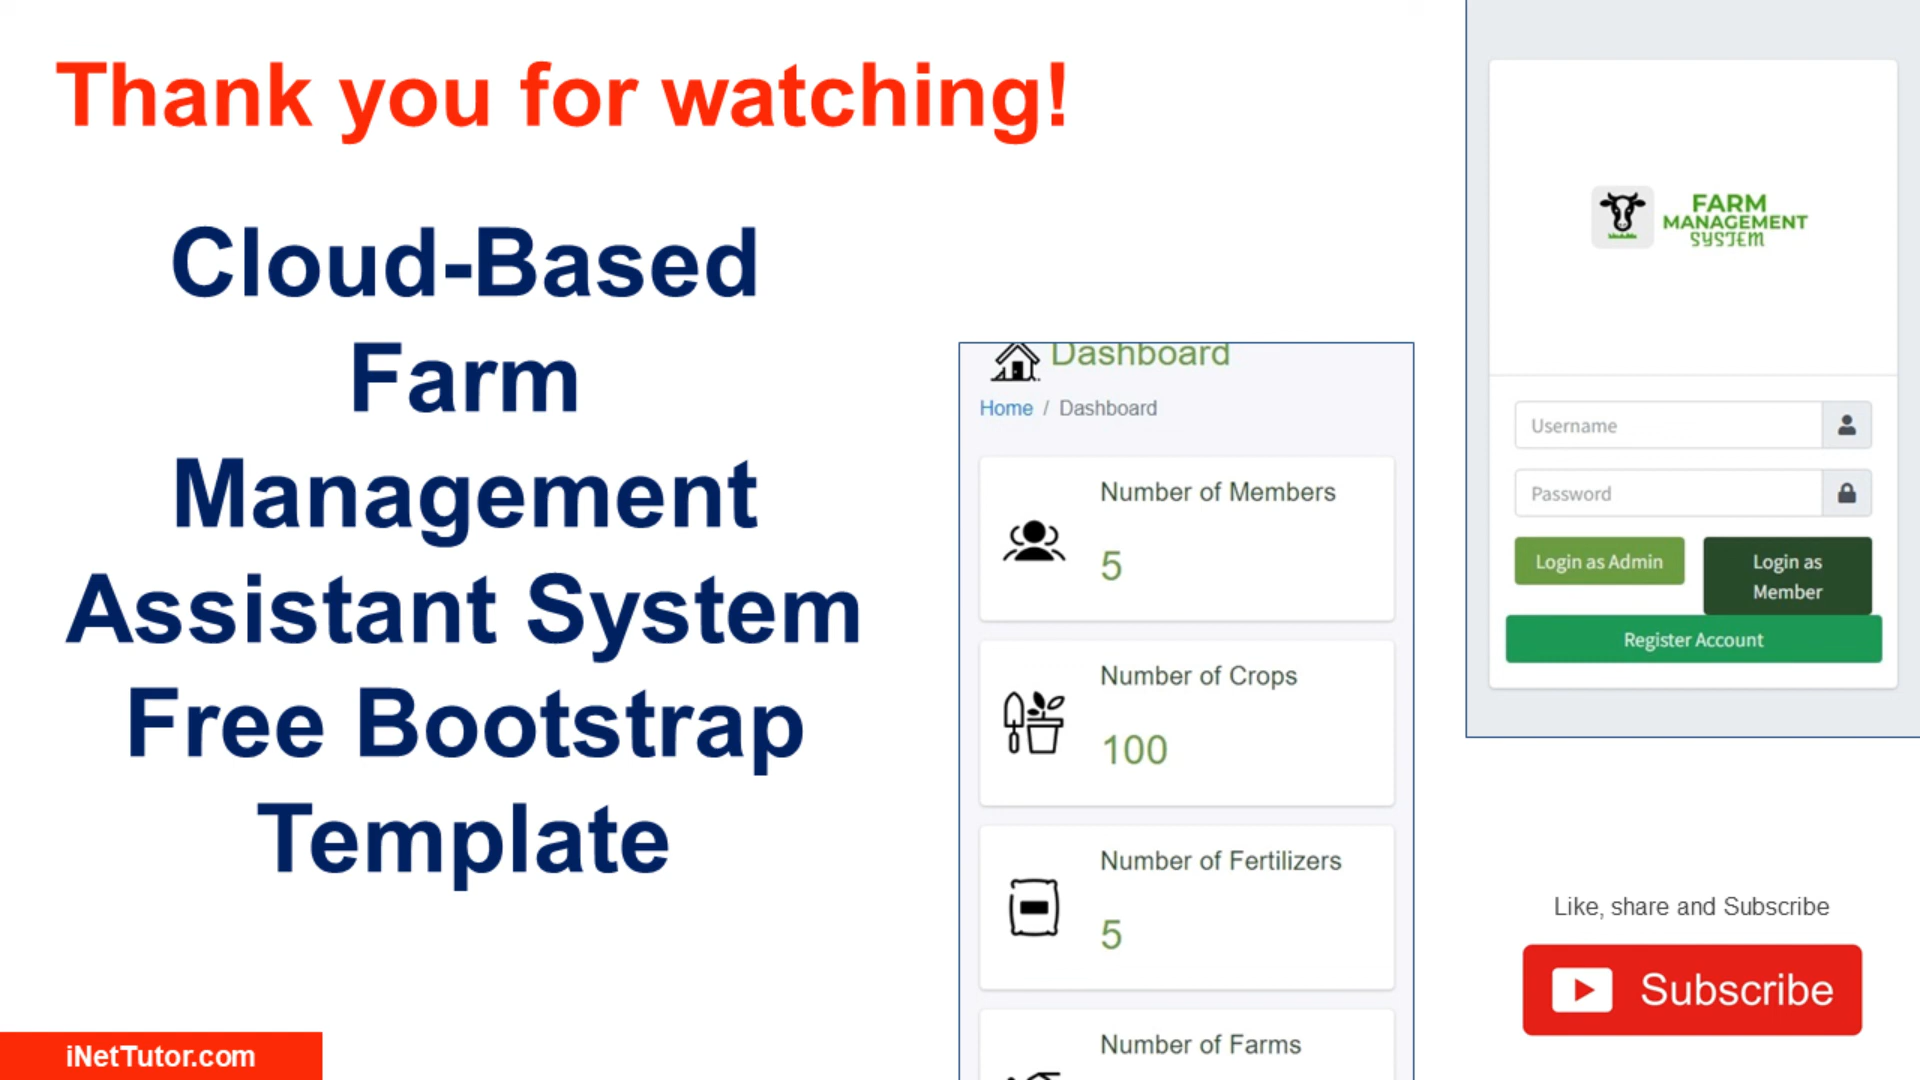 Thank you for watching!
Cloud-Based
Farm
Management
Assistant System
Free Bootstrap
Template
iNetTutor.com
Dashboard
Home / Dashboard
Number of Members
5
Number of Crops
100
Number of Fertilizers
5
Number of Farms
FARM
MANAGEMENT
SYSTEM
Username
Password
Login as Admin
Login as
Member
Register Account
Like, share and Subscribe
Subscribe